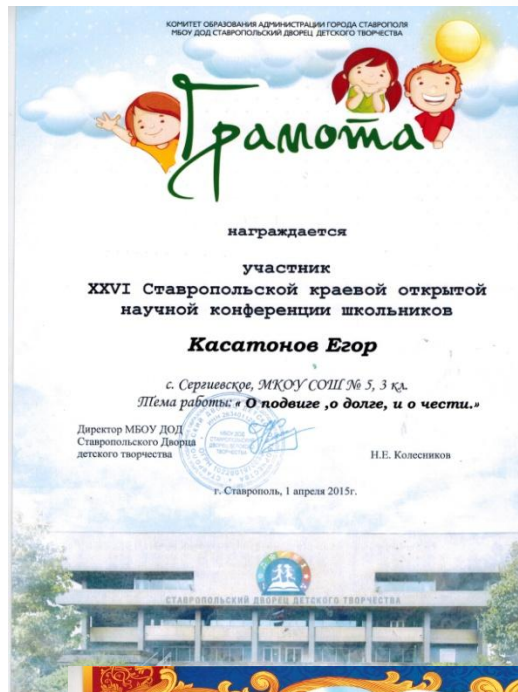 КОМИТЕТ ОБРАЗОВАНИЯ АДМИНИСТРАЦИИ ГОРОДА СТАВРОПОЛЯ
МБОУ ДОД СТАВРОПОЛЬСКИЙ ДВОРЕЦ ДЕТСКОГО ТВОРЧЕСТВА
Грамота
награждается
участник
XXVI Ставропольской краевой открытой
научной конференции школьников
Касатонов Егор
с. Сергиевское, МКОУ СОШ № 5, 3 кл.
Тема работы: « О подвиге ,о долге, и о чести.»
Директор МБОУ ДОД
Ставропольского Дворца
детского творчества
Н.Е. Колесников
г. Ставрополь, 1 апреля 2015г.
СТАВРОПОЛЬСКИЙ ДВОРЕЦ ДЕТСКОГО ТВОРЧЕСТВА